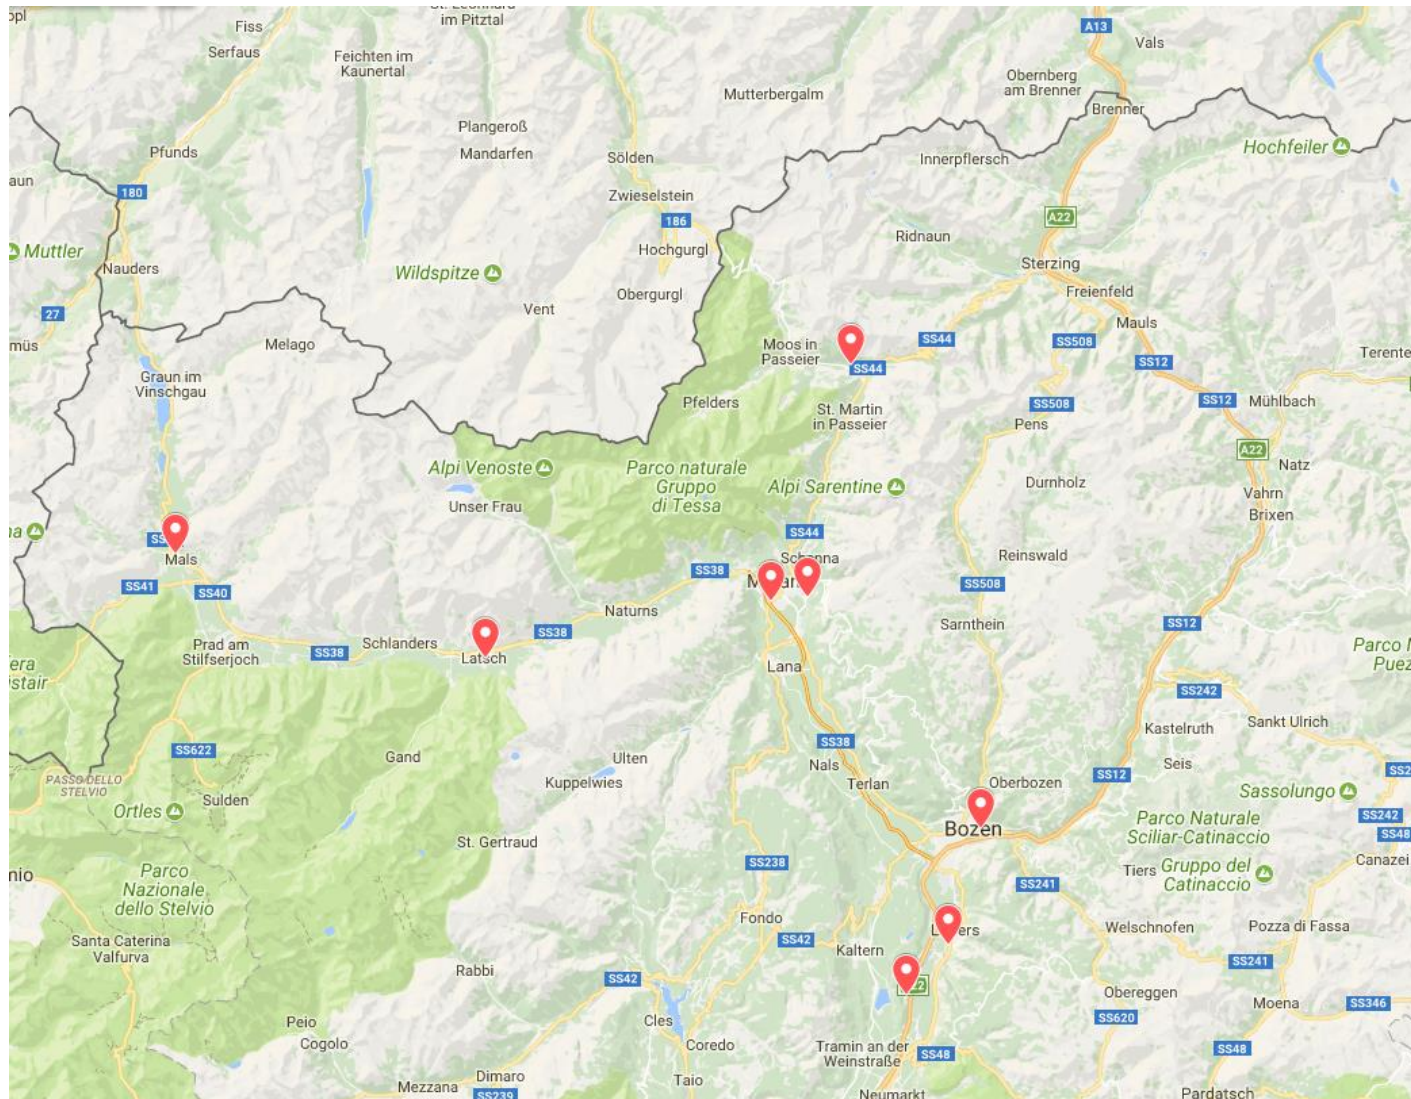 St. Leonhard
im Pitztal
Fiss
Serfaus
Feichten im
Kaunertal
A13
Vals
Obernberg
am Brenner
Mutterbergalm
Brenner
Plangeroß
Mandarfen
Pfunds
Sölden
Innerpflersch
Hochfeiler
180
Zwieselstein
186
A22
Ridnaun
Muttler
Nauders
Hochgurgl
Wildspitze
Sterzing
Obergurgl
Freienfeld
Vent
27
Mauls
Melago
Moos in
Passeier
SS44
SS508
SS12
SS44
Graun im
Vinschgau
Pfelders
St. Martin
in Passeier
SS508
SS12
Mühlbach
Pens
A22
Alpi Venoste
Parco naturale
Gruppo
di Tessa
Alpi Sarentine
Natz
Durnholz
Vahrn
Unser Frau
Brixen
SS44
Mals
Reinswald
SS38
SS41
SS40
SS508
Naturns
Sarnthein
SS12
SS38
Schlanders
Prad am
Stilfserjoch
SS38
Latsch
Lana
SS242
Sankt Ulrich
Kastelruth
SS622
SS38
Gand
Ulten
Nals
Seis
PASSO DELLO
STELVIO
Kuppelwies
Terlan
Oberbozen
SS12
Sulden
Ortles
Sassolungo
SS242
Parco Naturale
Sciliar-Catinaccio
Bozen
St. Gertraud
SS238
Canazei
Tiers
Gruppo del
Catinaccio
Parco
Nazionale
dello Stelvio
SS241
Fondo
Welschnofen
Pozza di Fassa
Santa Caterina
Valfurva
SS42
Kaltern
SS241
Rabbi
SS42
Obereggen
Moena
SS346
Cles
SS620
Peio
Cogolo
Coredo
Tramin an der
Weinstraße
SS48
SS48
Dimaro
Taio
Mezzana
SS239
Neumarkt
Pardatsch